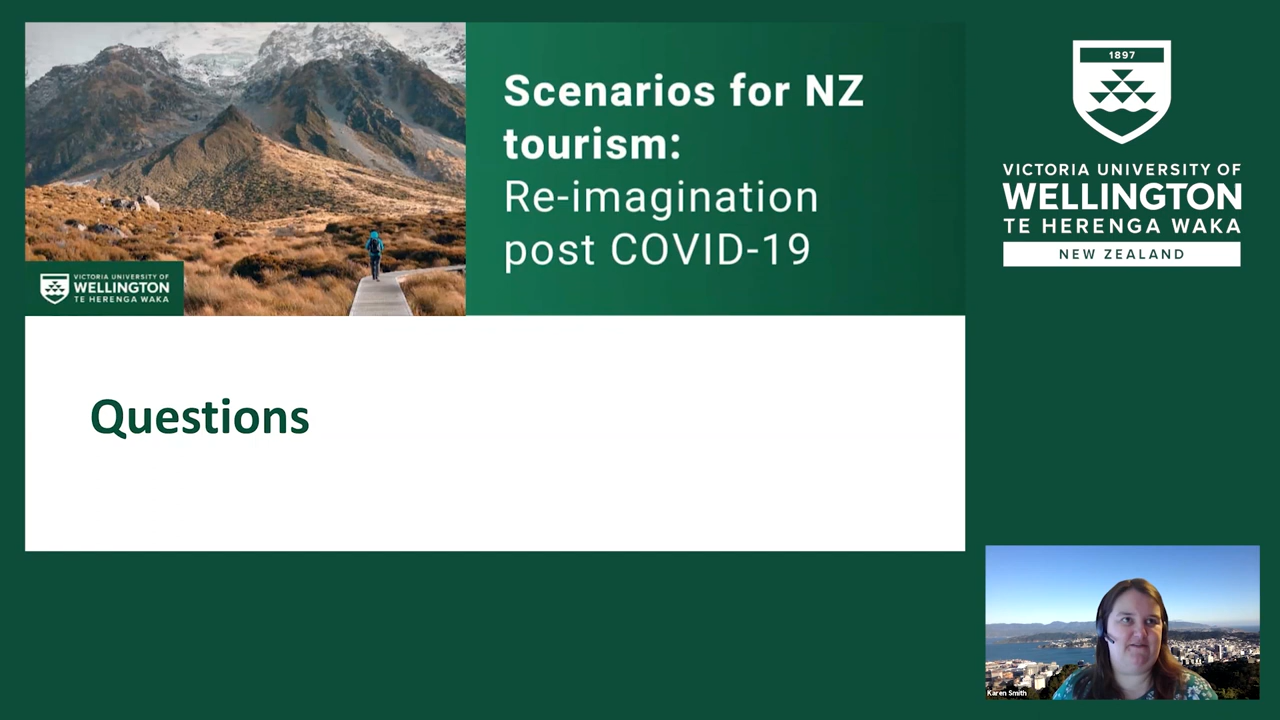 Scenarios for NZ
tourism:
Re-imagination
post COVID-19
VICTORIA UNIVERSITY OF
WELLINGTON
TE HERENGA WAKA
Questions
1897
VICTORIA UNIVERSITY OF
WELLINGTON
TE HERENGA WAKA
NEW ZEALAND
Karen Smith